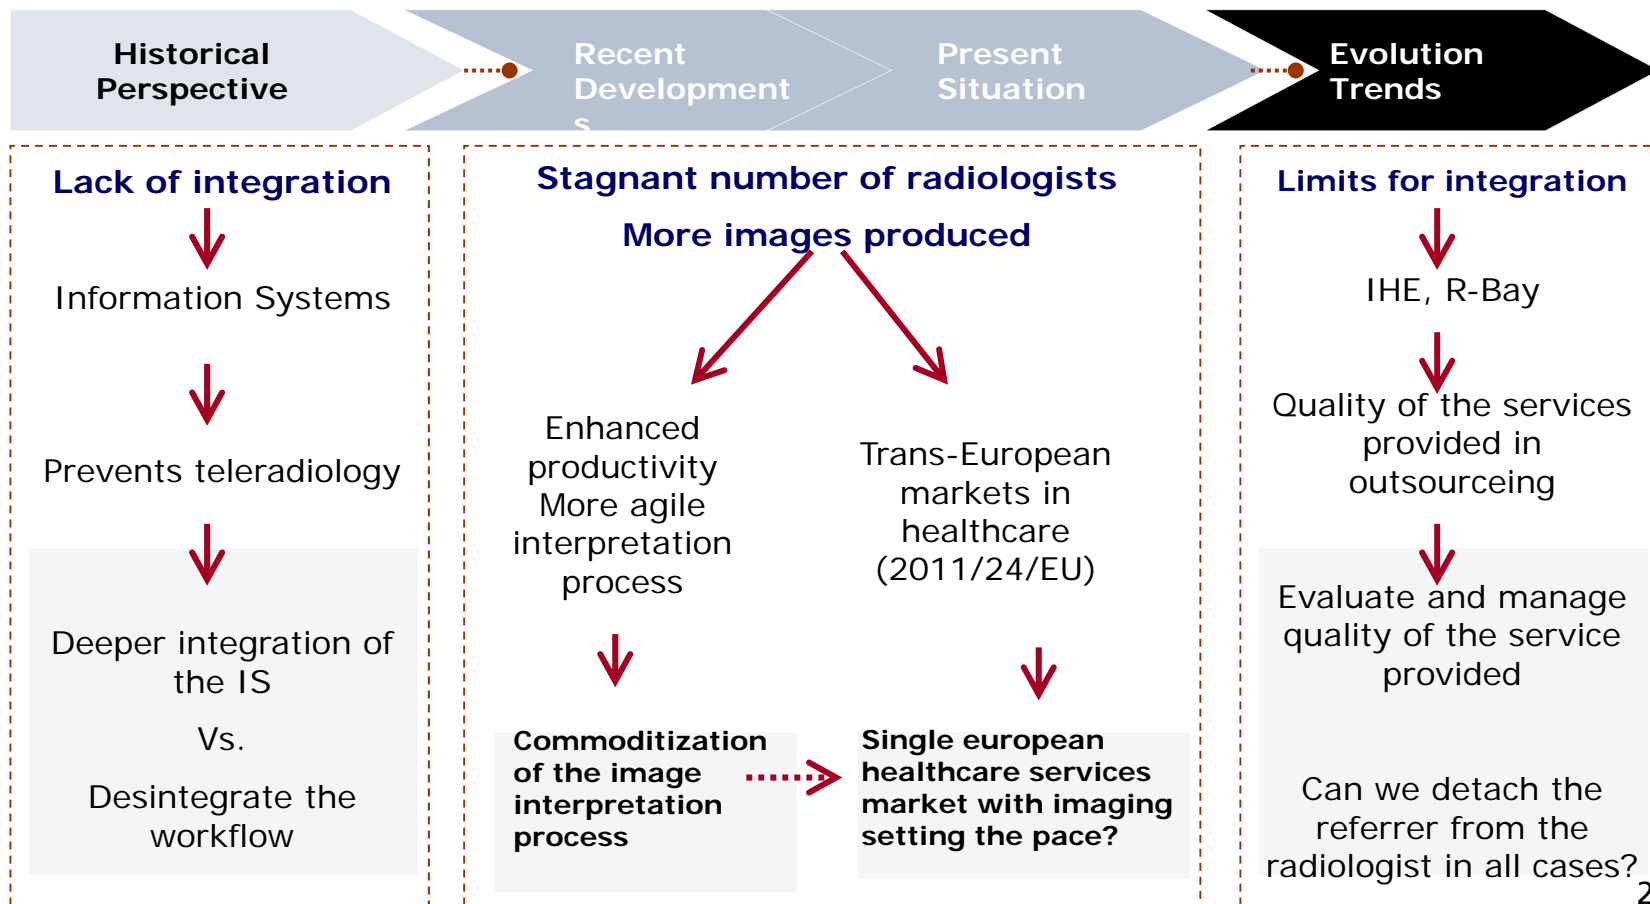 Historical
Perspective
Recent
Development
s
Present
Situation
Evolution
Trends
Lack of integration
Information Systems
Prevents teleradiology
Deeper integration of
the IS
Vs.
Desintegrate the
workflow
Stagnant number of radiologists
More images produced
Enhanced
productivity
More agile
interpretation
process
Commoditization
of the image
interpretation
process
Trans-European
markets in
healthcare
(2011/24/EU)
Single european
healthcare services
market with imaging
setting the pace?
Limits for integration
IHE, R-Bay
Quality of the services
provided in
outsourceing
Evaluate and manage
quality of the service
provided
Can we detach the
referrer from the
radiologist in all cases?
2